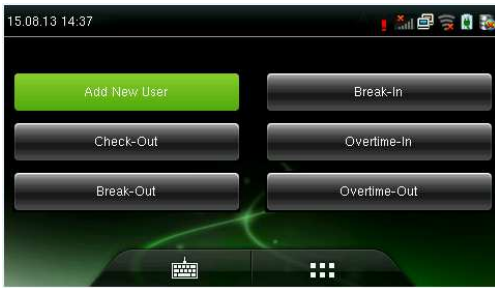 15.08.13 14:37
Add New User
Break-In
Check-Out
Overtime-In
Break-Out
Overtime-Out